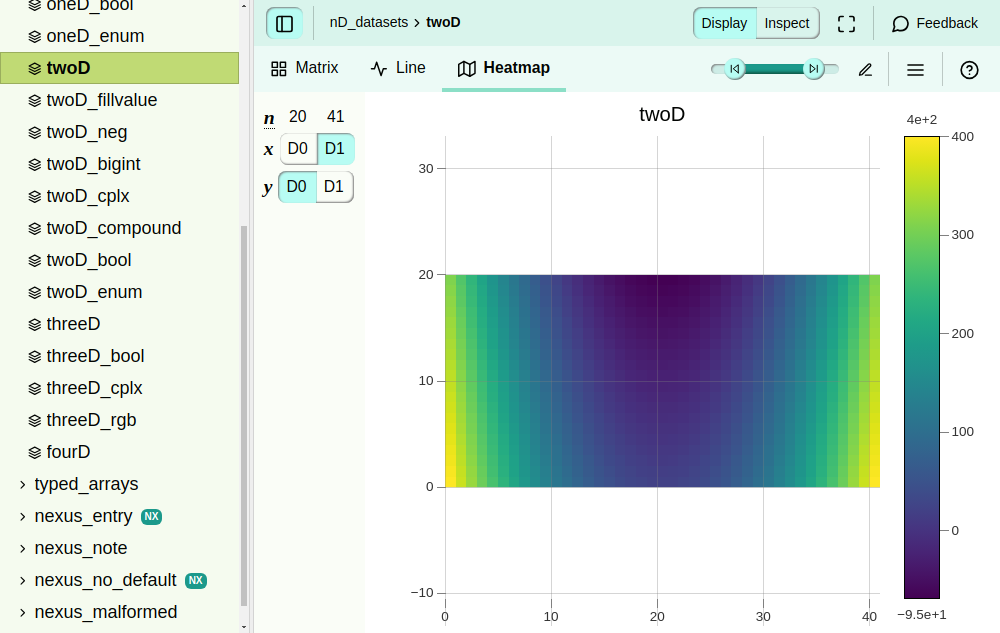 oneD_bool
oneD_enum
twoD
twoD_fillvalue
twoD_neg
twoD_bigint
twoD_cplx
twoD_compound
twoD_bool
twoD_enum
threeD
threeD_bool
threeD_cplx
threeD_rgb
fourD
typed_arrays
nexus_entry NX
nexus_note
nexus_no_default NX
nexus_malformed
nD_datasets › twoD
Display Inspect
Feedback
Matrix Line Heatmap
n 20 41
x D0 D1
y D0 D1
twoD
30
20
10
0
−10
0 10 20 30 40
4e+2
400
300
200
100
0
−9.5e+1